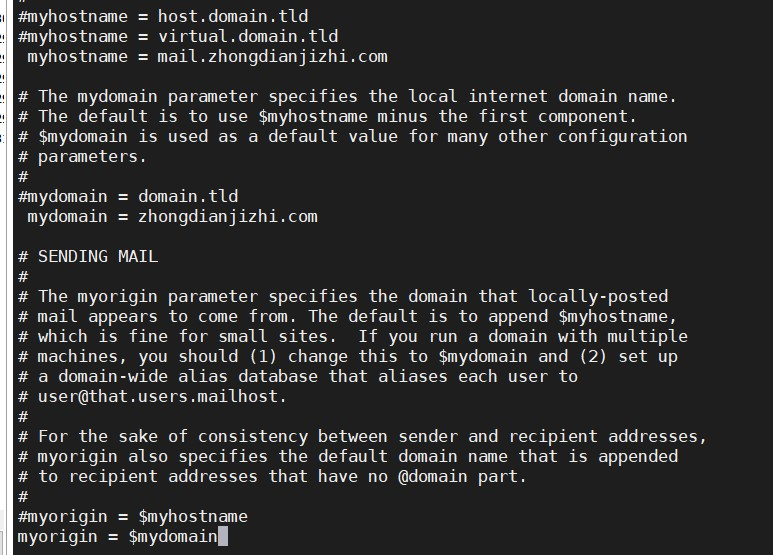 #
#myhostname = host.domain.tld
#myhostname = virtual.domain.tld
 myhostname = mail.zhongdianjizhi.com

# The mydomain parameter specifies the local internet domain name.
# The default is to use $myhostname minus the first component.
# $mydomain is used as a default value for many other configuration
# parameters.
#
#mydomain = domain.tld
 mydomain = zhongdianjizhi.com

# SENDING MAIL
#
# The myorigin parameter specifies the domain that locally-posted
# mail appears to come from. The default is to append $myhostname,
# which is fine for small sites.  If you run a domain with multiple
# machines, you should (1) change this to $mydomain and (2) set up
# a domain-wide alias database that aliases each user to
# user@that.users.mailhost.
#
# For the sake of consistency between sender and recipient addresses,
# myorigin also specifies the default domain name that is appended
# to recipient addresses that have no @domain part.
#
#myorigin = $myhostname
myorigin = $mydomain